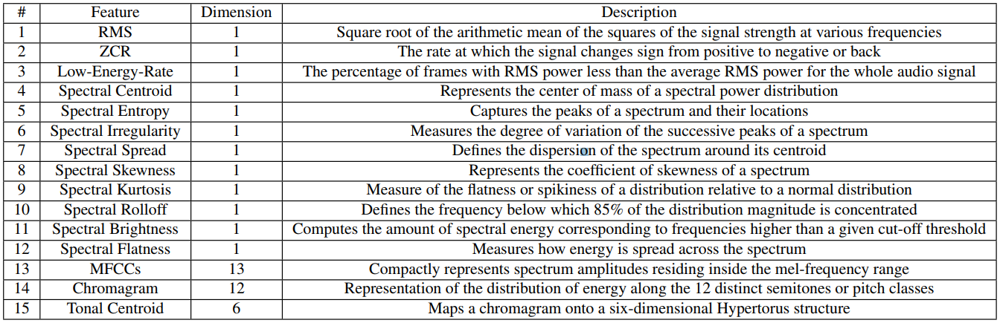 # Feature Dimension Description
1 RMS 1 Square root of the arithmetic mean of the squares of the signal strength at various frequencies
2 ZCR 1 The rate at which the signal changes sign from positive to negative or back
3 Low-Energy-Rate 1 The percentage of frames with RMS power less than the average RMS power for the whole audio signal
4 Spectral Centroid 1 Represents the center of mass of a spectral power distribution
5 Spectral Entropy 1 Captures the peaks of a spectrum and their locations
6 Spectral Irregularity 1 Measures the degree of variation of the successive peaks of a spectrum
7 Spectral Spread 1 Defines the dispersion of the spectrum around its centroid
8 Spectral Skewness 1 Represents the coefficient of skewness of a spectrum
9 Spectral Kurtosis 1 Measure of the flatness or spikiness of a distribution relative to a normal distribution
10 Spectral Rolloff 1 Defines the frequency below which 85% of the distribution magnitude is concentrated
11 Spectral Brightness 1 Computes the amount of spectral energy corresponding to frequencies higher than a given cut-off threshold
12 Spectral Flatness 1 Measures how energy is spread across the spectrum
13 MFCCs 13 Compactly represents spectrum amplitudes residing inside the mel-frequency range
14 Chromagram 12 Representation of the distribution of energy along the 12 distinct semitones or pitch classes
15 Tonal Centroid 6 Maps a chromagram onto a six-dimensional Hypertorus structure